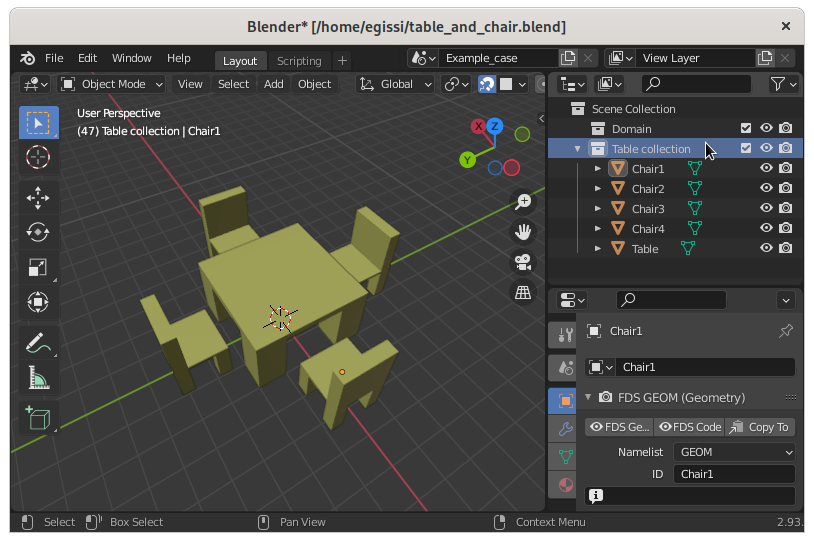 Blender* [/home/egissi/table_and_chair.blend]
File Edit Window Help Layout Scripting + Example_case View Layer
Object Mode View Select Add Object Global
User Perspective
(47) Table collection | Chair1
X Z
Y
Scene Collection
Domain
Table collection
Chair1
Chair2
Chair3
Chair4
Table
Chair1
Chair1
FDS GEOM (Geometry)
FDS Ge... FDS Code Copy To
Namelist GEOM
ID Chair1
Select Box Select Pan View Context Menu 2.93.